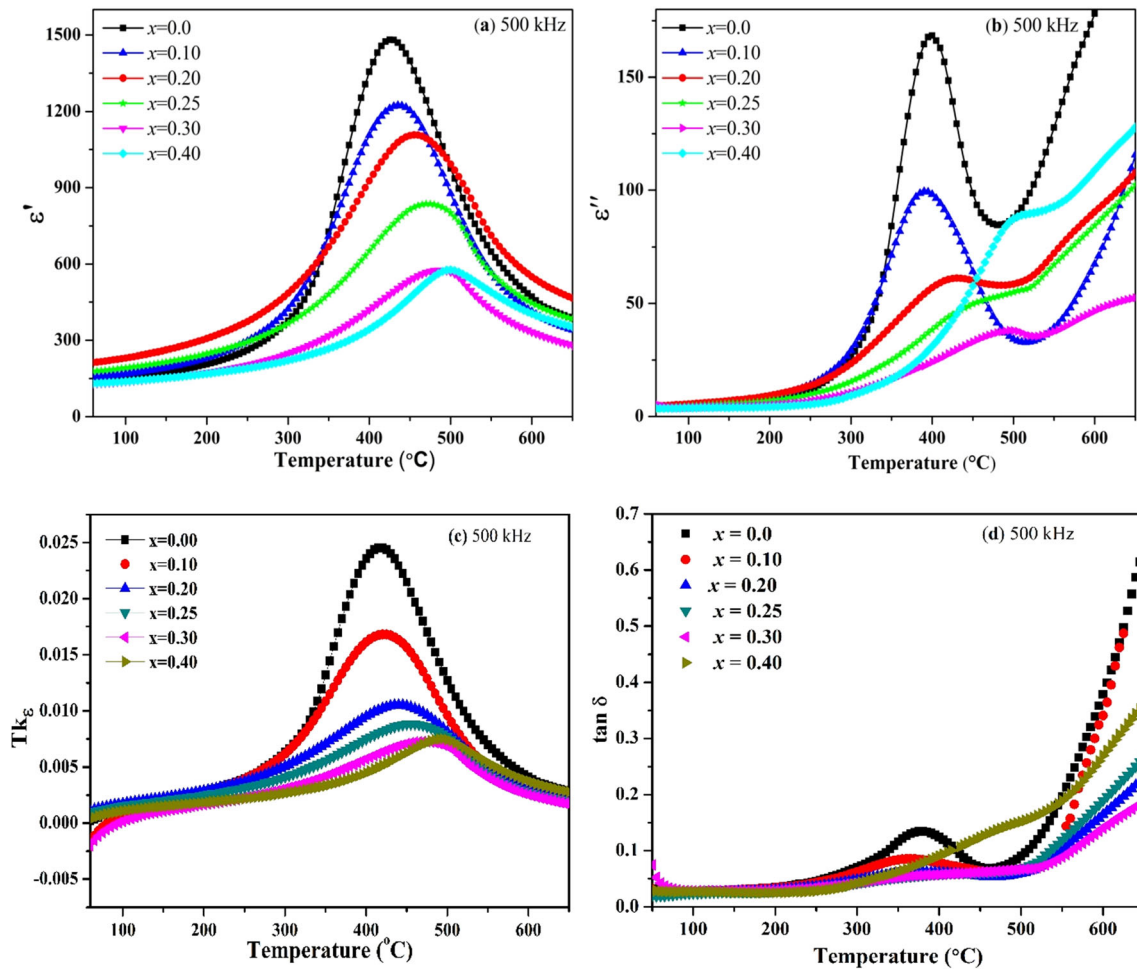 (a) 500 kHz
x=0.0
x=0.10
x=0.20
x=0.25
x=0.30
x=0.40
1500
1200
900
600
300
0
ε'
100 200 300 400 500 600
Temperature (°C)
(b) 500 kHz
x=0.0
x=0.10
x=0.20
x=0.25
x=0.30
x=0.40
150
100
50
0
ε''
100 200 300 400 500 600
Temperature (°C)
(c) 500 kHz
x=0.00
x=0.10
x=0.20
x=0.25
x=0.30
x=0.40
0.025
0.020
0.015
0.010
0.005
0.000
-0.005
Tkε
100 200 300 400 500 600
Temperature (°C)
(d) 500 kHz
x = 0.0
x = 0.10
x = 0.20
x = 0.25
x = 0.30
x = 0.40
0.7
0.6
0.5
0.4
0.3
0.2
0.1
0.0
tan δ
100 200 300 400 500 600
Temperature (°C)